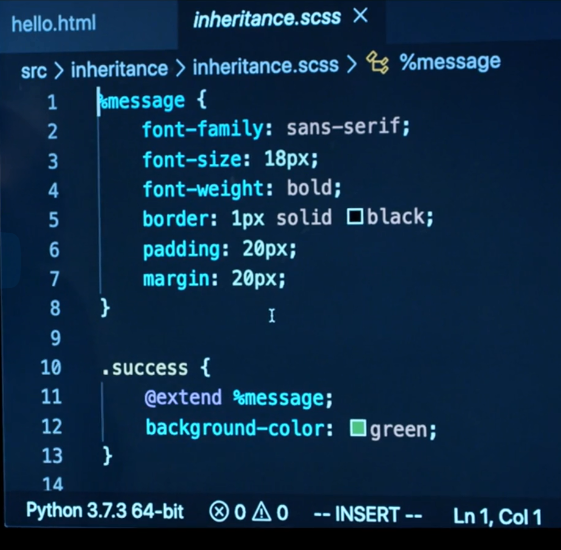 hello.html inheritance.scss ×
src > inheritance > inheritance.scss > %message
1 %message {
2 font-family: sans-serif;
3 font-size: 18px;
4 font-weight: bold;
5 border: 1px solid black;
6 padding: 20px;
7 margin: 20px;
8 }
9
10 .success {
11 @extend %message;
12 background-color: green;
13 }
14
Python 3.7.3 64-bit 0 0 -- INSERT -- Ln 1, Col 1